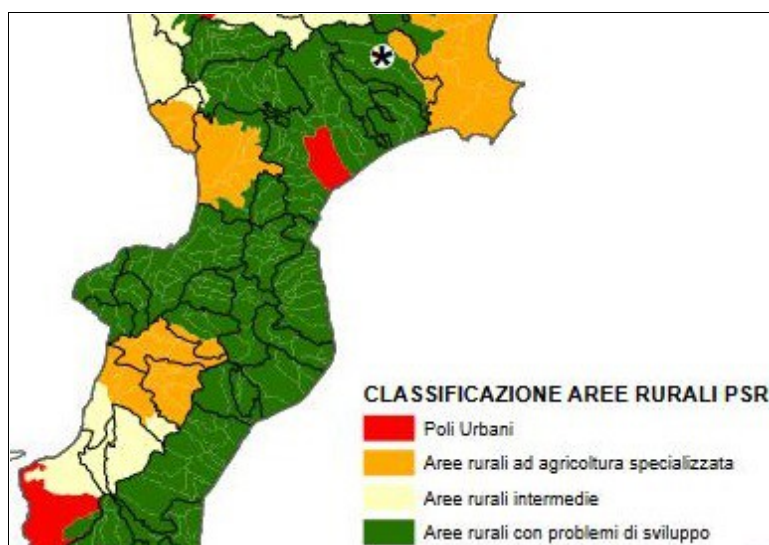 *
CLASSIFICAZIONE AREE RURALI PSR
Poli Urbani
Aree rurali ad agricoltura specializzata
Aree rurali intermedie
Aree rurali con problemi di sviluppo